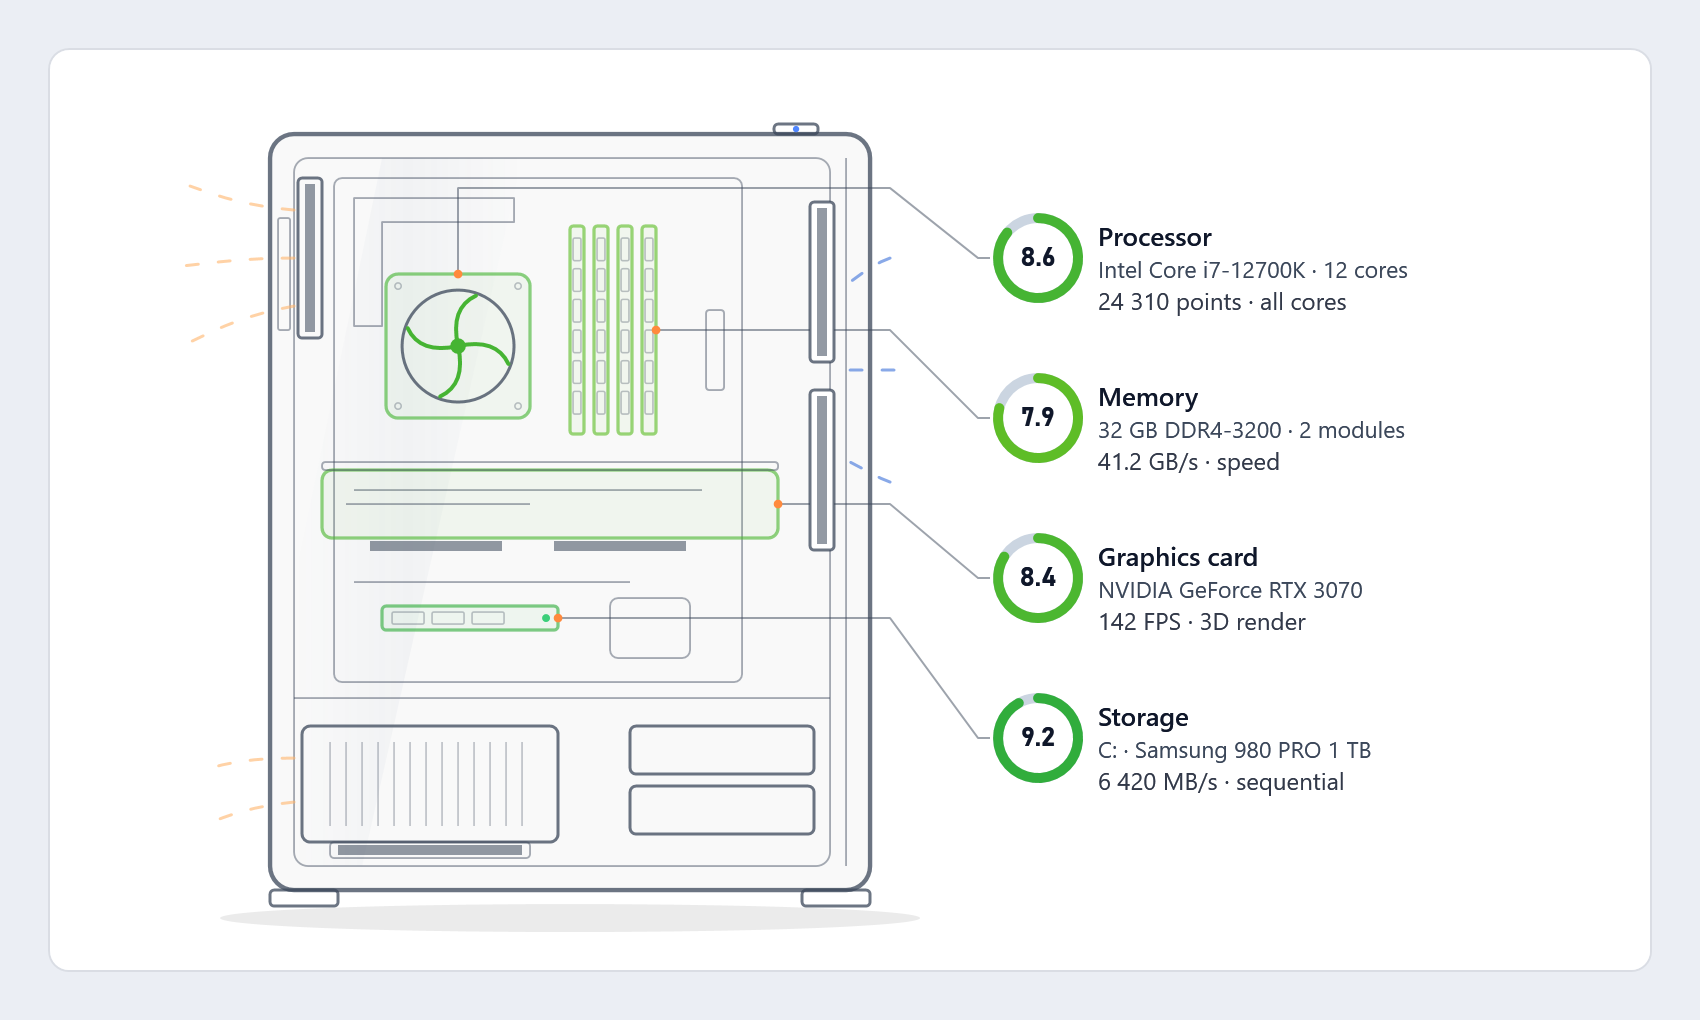 8.6
Processor
Intel Core i7-12700K · 12 cores
24 310 points · all cores
7.9
Memory
32 GB DDR4-3200 · 2 modules
41.2 GB/s · speed
8.4
Graphics card
NVIDIA GeForce RTX 3070
142 FPS · 3D render
9.2
Storage
C: · Samsung 980 PRO 1 TB
6 420 MB/s · sequential